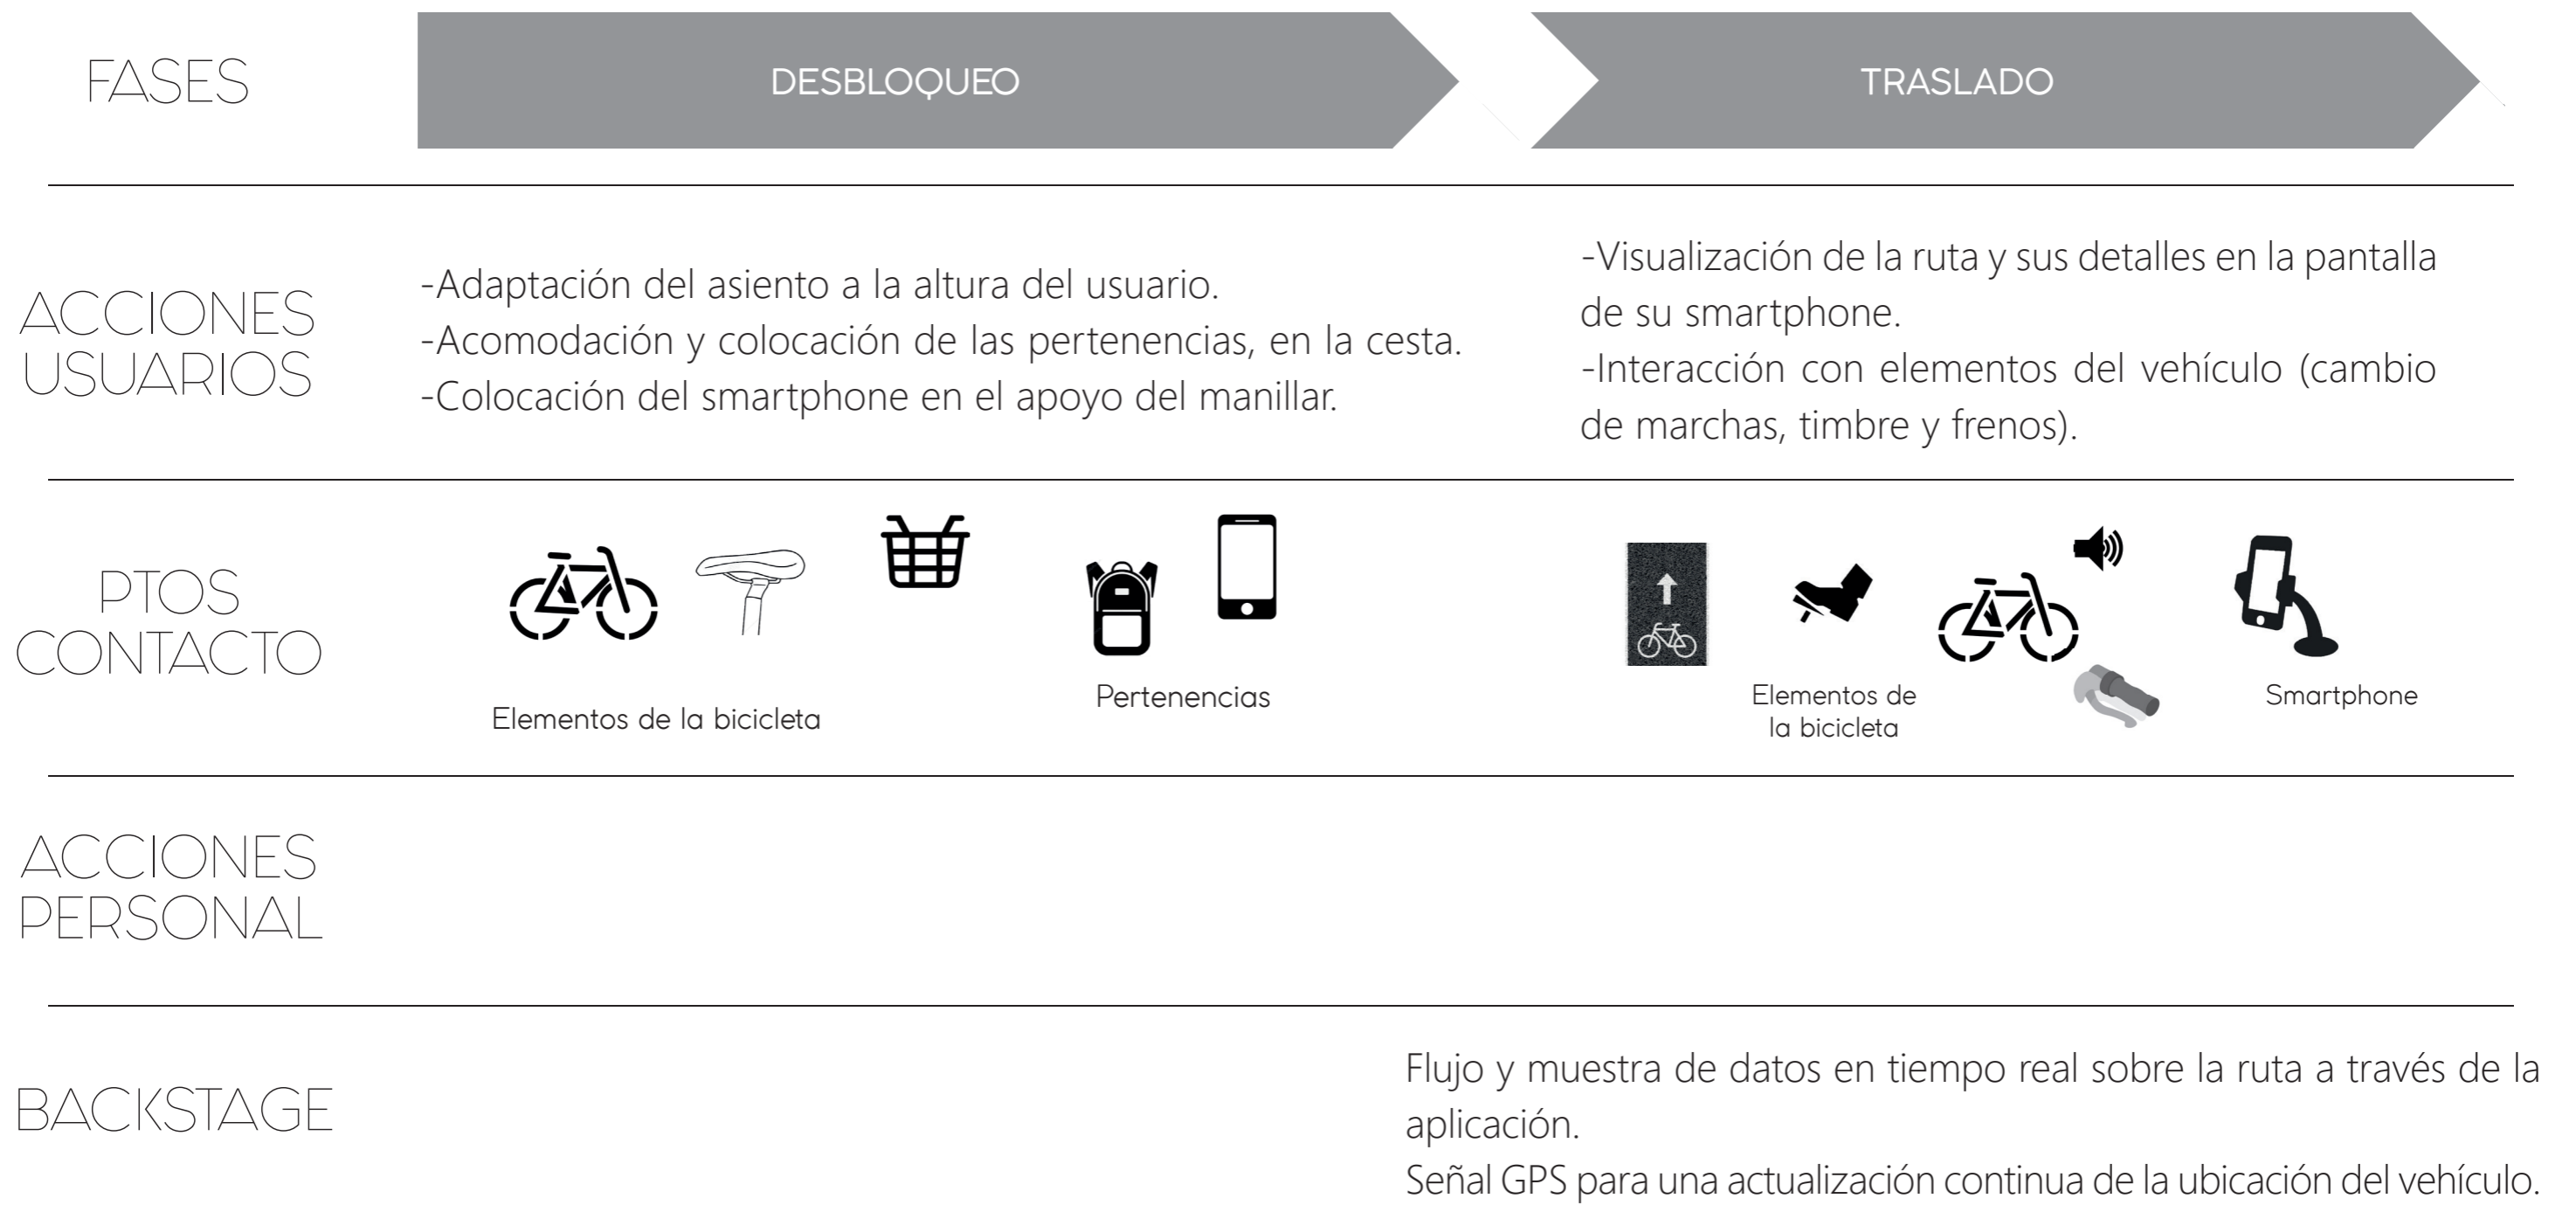 FASES
DESBLOQUEO
TRASLADO
ACCIONES
USUARIOS
-Adaptación del asiento a la altura del usuario.
-Acomodación y colocación de las pertenencias, en la cesta.
-Colocación del smartphone en el apoyo del manillar.
-Visualización de la ruta y sus detalles en la pantalla
de su smartphone.
-Interacción con elementos del vehículo (cambio
de marchas, timbre y frenos).
PTOS
CONTACTO
Elementos de la bicicleta
Pertenencias
Elementos de
la bicicleta
Smartphone
ACCIONES
PERSONAL
BACKSTAGE
Flujo y muestra de datos en tiempo real sobre la ruta a través de la
aplicación.
Señal GPS para una actualización continua de la ubicación del vehículo.